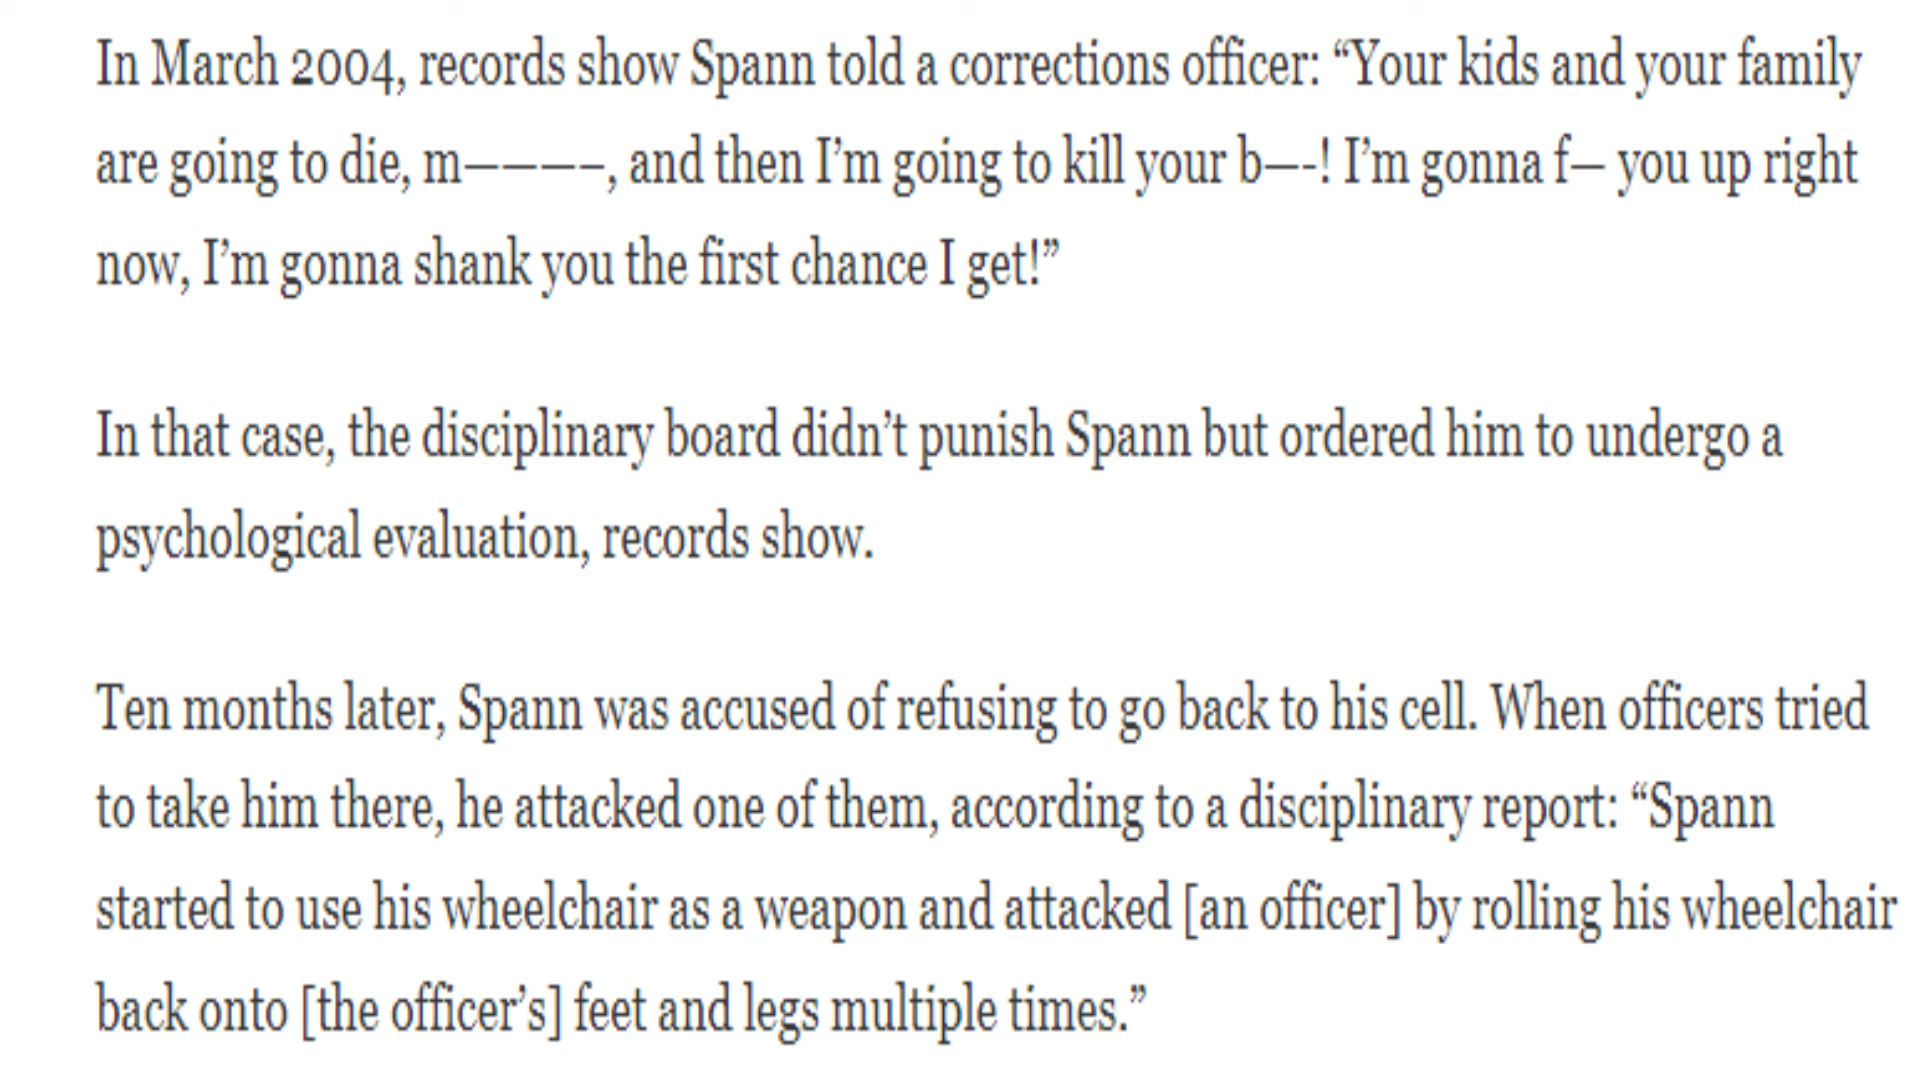 In March 2004, records show Spann told a corrections officer: “Your kids and your family
are going to die, m————–, and then I’m going to kill your b—-! I’m gonna f— you up right
now, I’m gonna shank you the first chance I get!”
In that case, the disciplinary board didn’t punish Spann but ordered him to undergo a
psychological evaluation, records show.
Ten months later, Spann was accused of refusing to go back to his cell. When officers tried
to take him there, he attacked one of them, according to a disciplinary report: “Spann
started to use his wheelchair as a weapon and attacked [an officer] by rolling his wheelchair
back onto [the officer’s] feet and legs multiple times.”